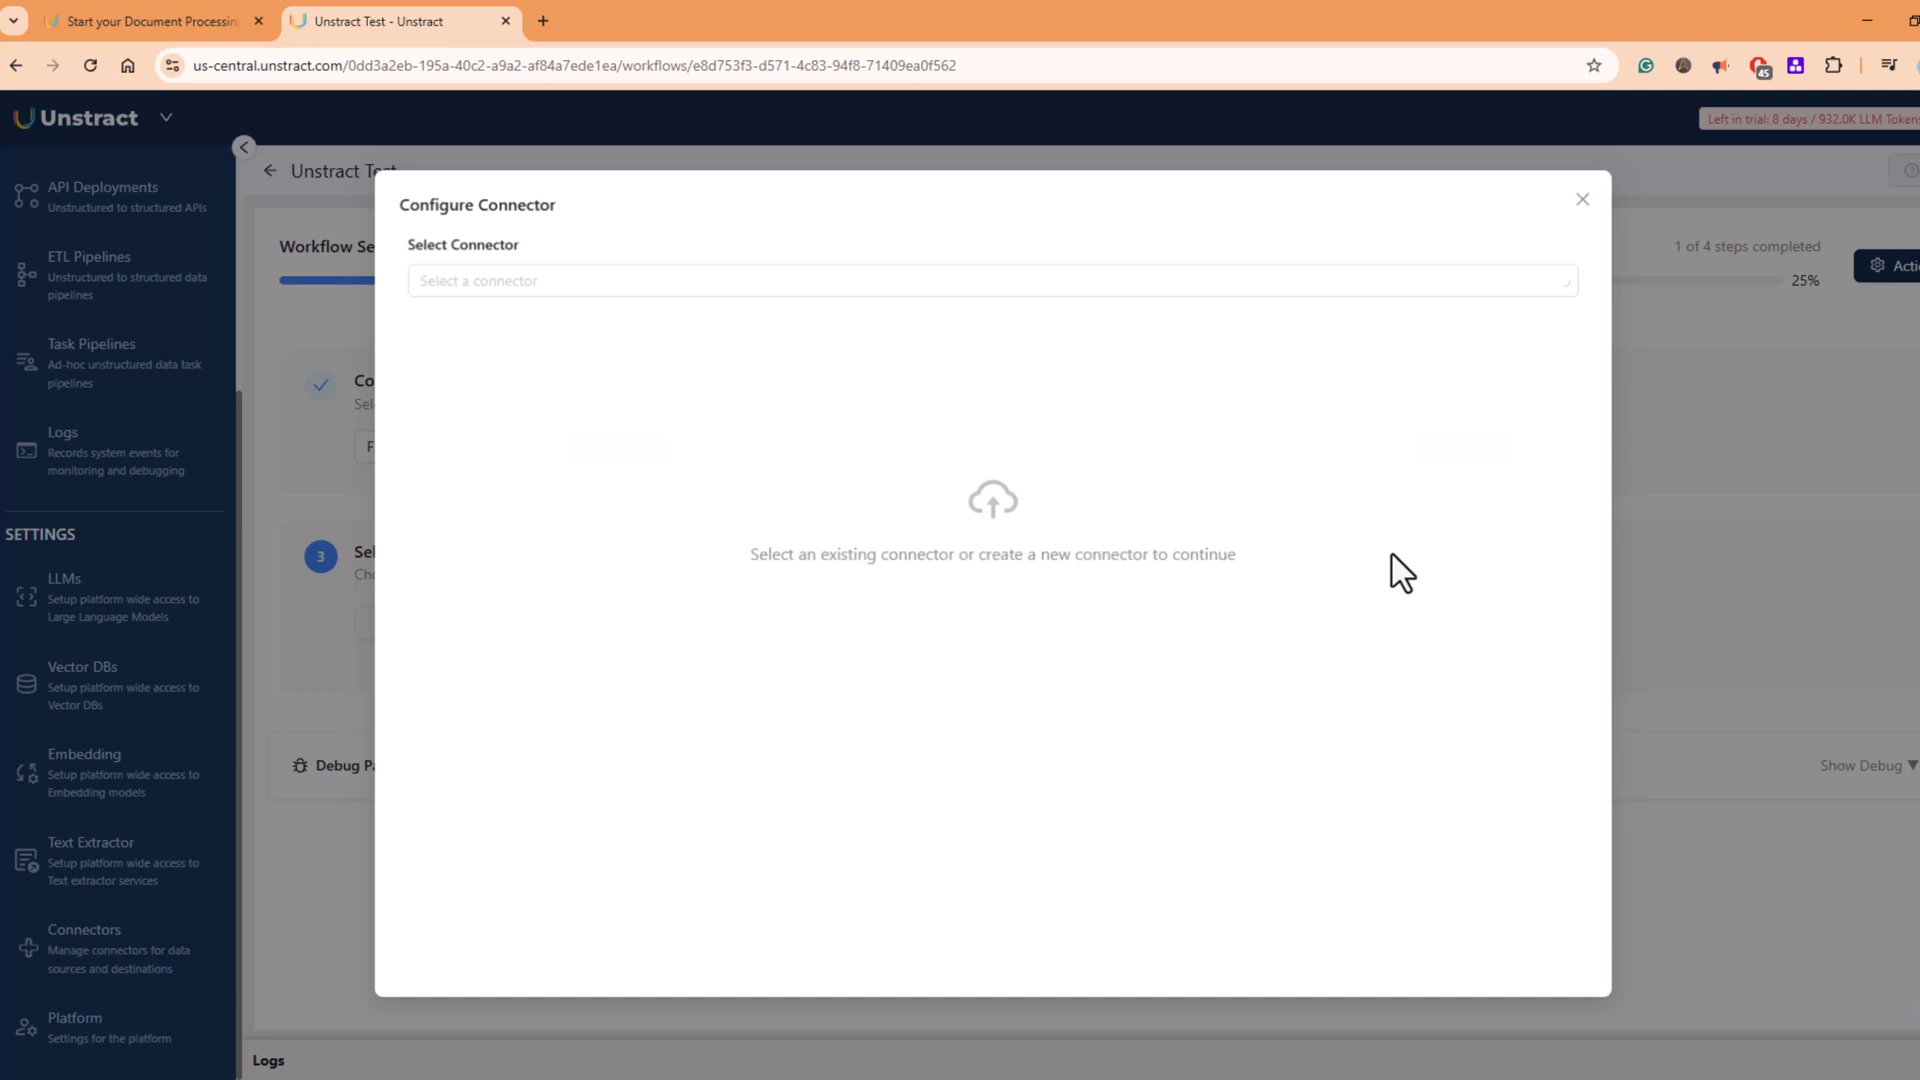 Start your Document Processin
Unstract Test - Unstract
us-central.unstract.com/0dd3a2eb-195a-40c2-a9a2-af84a7ede1ea/workflows/e8d753f3-d571-4c83-94f8-71409ea0f562
45
Unstract
Left in trial: 8 days / 932.0K LLM Tokens
API Deployments
Unstructured to structured APIs
ETL Pipelines
Unstructured to structured data
pipelines
Task Pipelines
Ad-hoc unstructured data task
pipelines
Logs
Records system events for
monitoring and debugging
SETTINGS
LLMs
Setup platform wide access to
Large Language Models
Vector DBs
Setup platform wide access to
Vector DBs
Embedding
Setup platform wide access to
Embedding models
Text Extractor
Setup platform wide access to
Text extractor services
Connectors
Manage connectors for data
sources and destinations
Platform
Settings for the platform
Unstract Test
Workflow Se
1 of 4 steps completed
25%
Acti
Co
Sel
F
3
Sel
Cho
Debug Pa
Show Debug
Logs
Configure Connector
Select Connector
Select a connector
Select an existing connector or create a new connector to continue